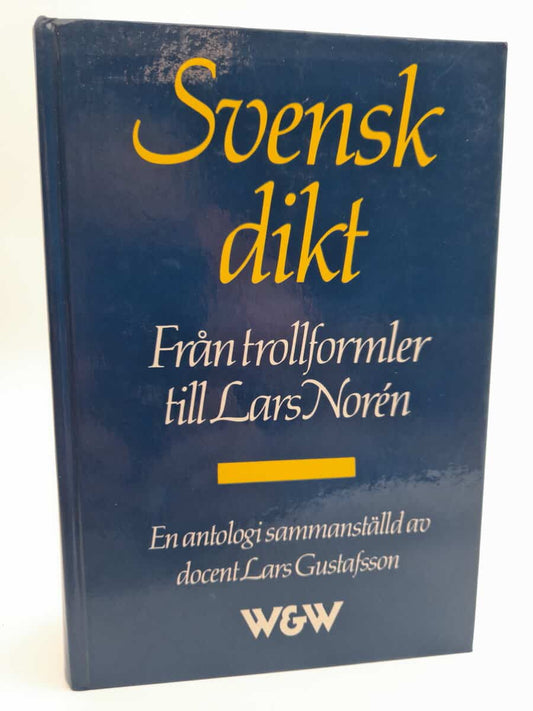 Svensk
dikt
Från trollformler
till Lars Norén
En antologi sammanställd av
docent Lars Gustafsson
W&W